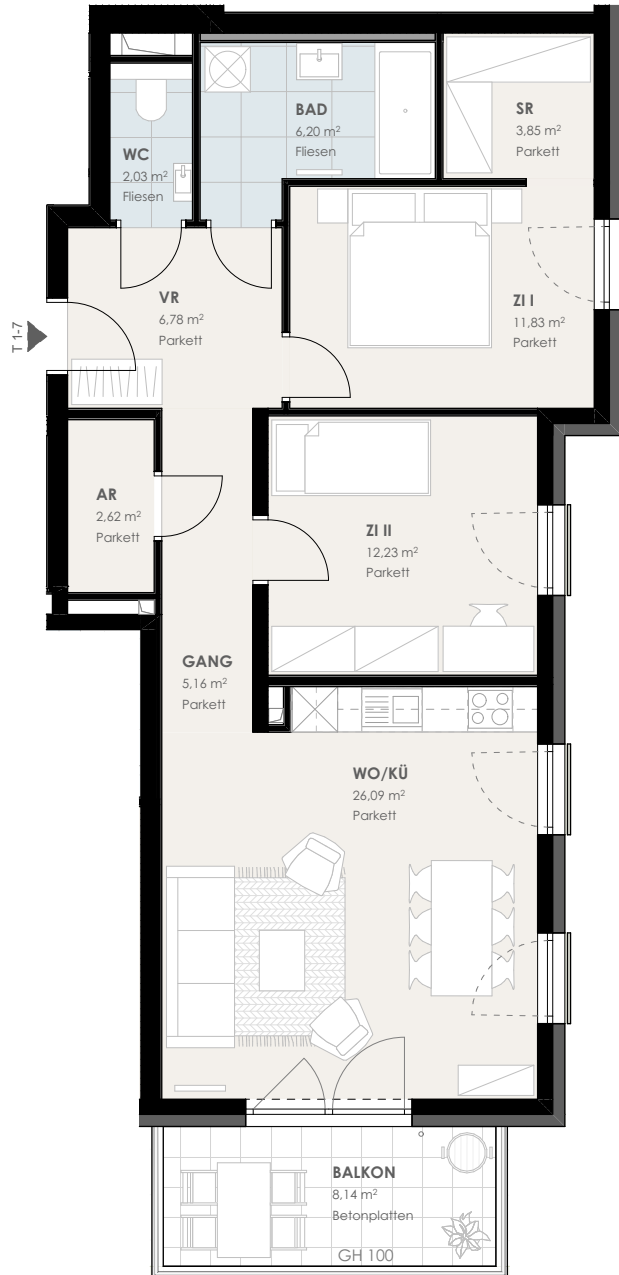 BAD
6,20 m²
Fliesen
SR
3,85 m²
Parkett
WC
2,03 m²
Fliesen
VR
6,78 m²
Parkett
ZI I
11,83 m²
Parkett
T 1-7
AR
2,62 m²
Parkett
ZI II
12,23 m²
Parkett
GANG
5,16 m²
Parkett
WO/KÜ
26,09 m²
Parkett
BALKON
8,14 m²
Betonplatten
GH 100